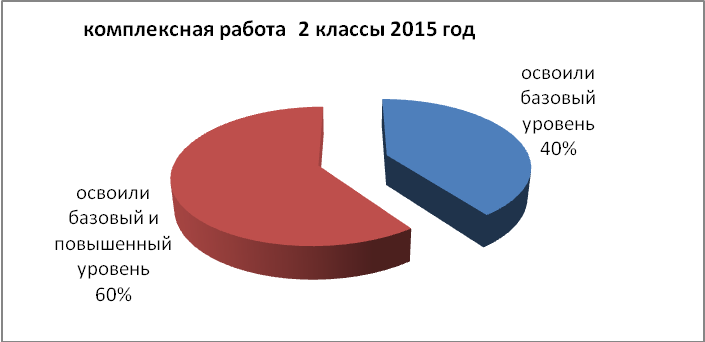 комплексная работа 2 классы 2015 год
освоили
базовый
уровень
40%
освоили
базовый и
повышенный
уровень
60%